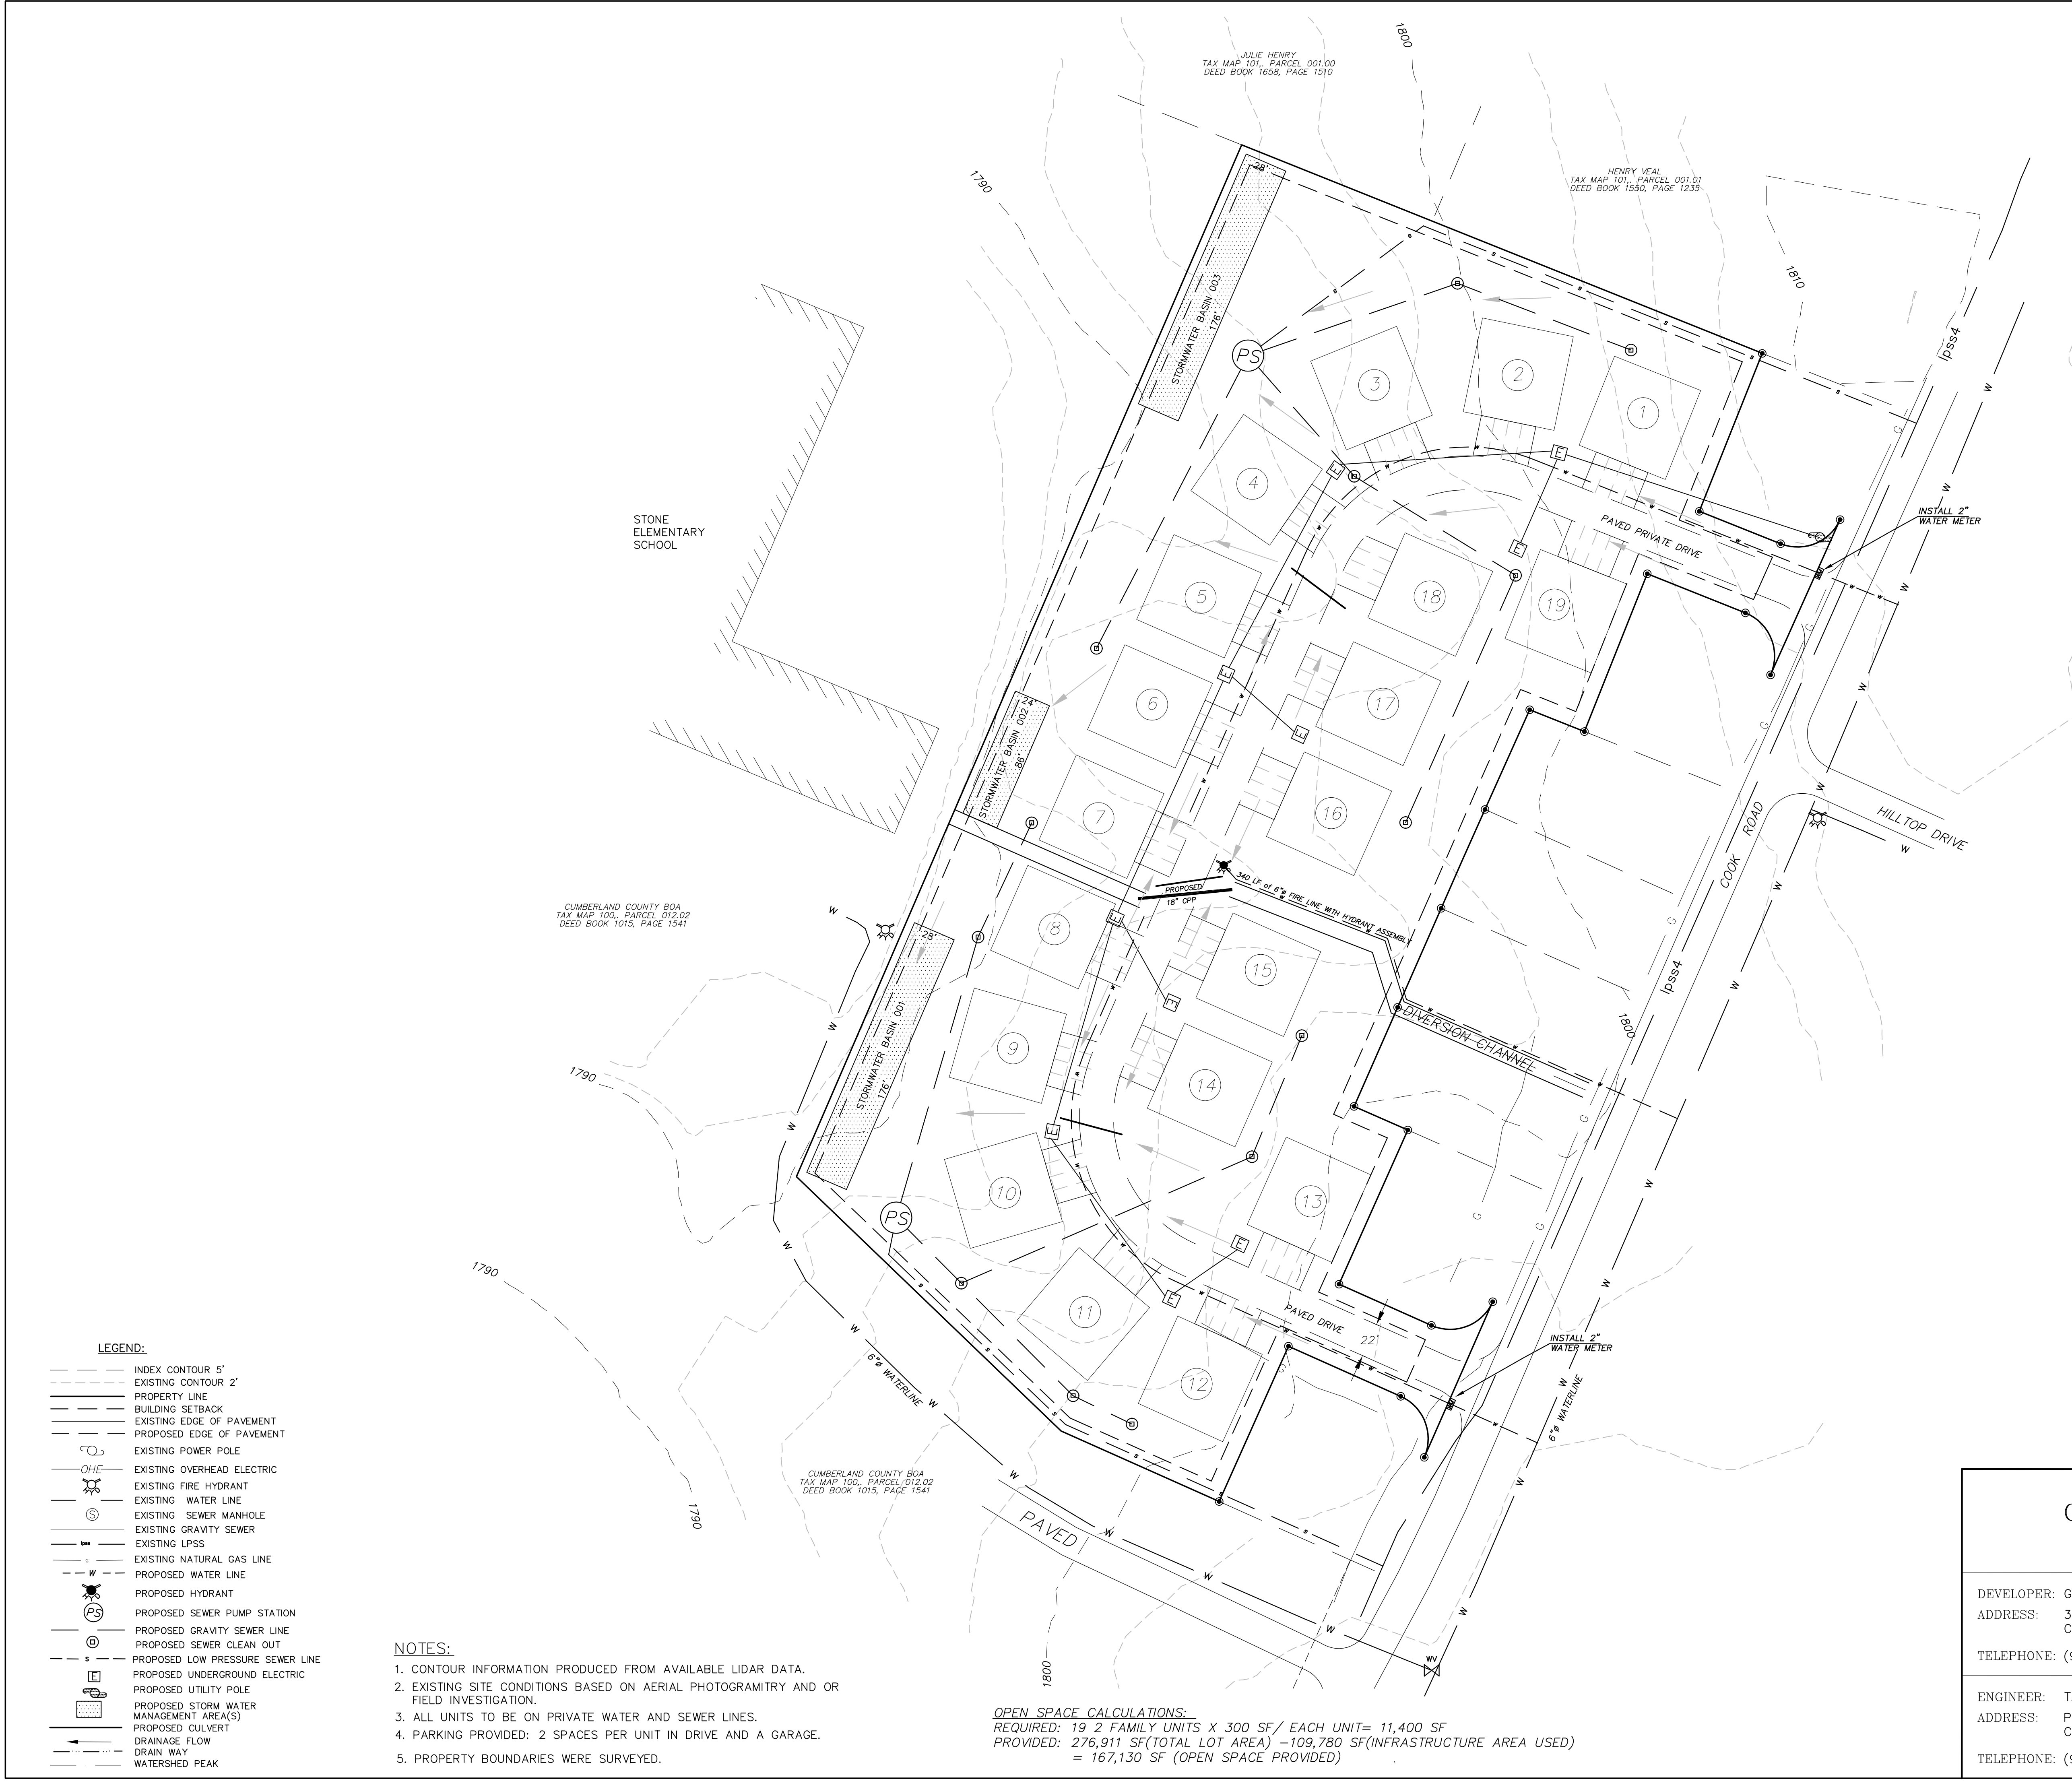 JULIE HENRY
TAX MAP 101,. PARCEL 001.00
DEED BOOK 1658, PAGE 1510
1800
HENRY VEAL
TAX MAP 101,. PARCEL 001.01
DEED BOOK 1550, PAGE 1235
1790
1810
28'
STORMWATER BASIN 003
176'
PS
3
2
1
lpss4
E
E
4
INSTALL 2"
WATER METER
PAVED PRIVATE DRIVE
STONE
ELEMENTARY
SCHOOL
E
5
18
19
6
17
E
E
24'
STORMWATER BASIN 002
86'
7
16
COOK ROAD
HILLTOP DRIVE
PROPOSED
18" CPP
340 LF of 6"ø FIRE LINE WITH HYDRANT ASSEMBLY
CUMBERLAND COUNTY BOA
TAX MAP 100,. PARCEL 012.02
DEED BOOK 1015, PAGE 1541
8
E
28'
15
lpss4
E
STORMWATER BASIN 001
176'
9
DIVERSION CHANNEL
1800
1790
14
E
10
13
PS
E
1790
11
E
PAVED DRIVE
22'
INSTALL 2"
WATER METER
12
6"ø WATERLINE
6"ø WATERLINE
CUMBERLAND COUNTY BOA
TAX MAP 100,. PARCEL 012.02
DEED BOOK 1015, PAGE 1541
1790
PAVED
1800
WV
W
G
S
LEGEND:
INDEX CONTOUR 5'
EXISTING CONTOUR 2'
PROPERTY LINE
BUILDING SETBACK
EXISTING EDGE OF PAVEMENT
PROPOSED EDGE OF PAVEMENT
EXISTING POWER POLE
OHE EXISTING OVERHEAD ELECTRIC
EXISTING FIRE HYDRANT
EXISTING WATER LINE
S EXISTING SEWER MANHOLE
EXISTING GRAVITY SEWER
lpss EXISTING LPSS
G EXISTING NATURAL GAS LINE
W PROPOSED WATER LINE
PROPOSED HYDRANT
PS PROPOSED SEWER PUMP STATION
PROPOSED GRAVITY SEWER LINE
PROPOSED SEWER CLEAN OUT
S PROPOSED LOW PRESSURE SEWER LINE
E PROPOSED UNDERGROUND ELECTRIC
PROPOSED UTILITY POLE
PROPOSED STORM WATER
MANAGEMENT AREA(S)
PROPOSED CULVERT
DRAINAGE FLOW
DRAIN WAY
WATERSHED PEAK
NOTES:
1. CONTOUR INFORMATION PRODUCED FROM AVAILABLE LIDAR DATA.
2. EXISTING SITE CONDITIONS BASED ON AERIAL PHOTOGRAMITRY AND OR
FIELD INVESTIGATION.
3. ALL UNITS TO BE ON PRIVATE WATER AND SEWER LINES.
4. PARKING PROVIDED: 2 SPACES PER UNIT IN DRIVE AND A GARAGE.
5. PROPERTY BOUNDARIES WERE SURVEYED.
OPEN SPACE CALCULATIONS:
REQUIRED: 19 2 FAMILY UNITS X 300 SF/ EACH UNIT= 11,400 SF
PROVIDED: 276,911 SF(TOTAL LOT AREA) -109,780 SF(INFRASTRUCTURE AREA USED)
= 167,130 SF (OPEN SPACE PROVIDED)
DEVELOPER: G
ADDRESS: 3
C
TELEPHONE: (9
ENGINEER: T
ADDRESS: P
C
TELEPHONE: (9